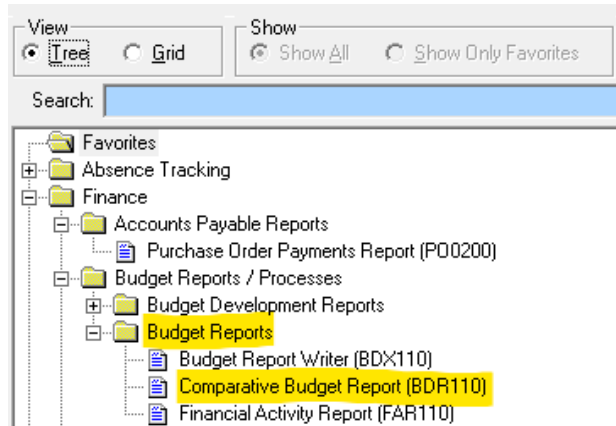 View
Tree Grid
Show
Show All Show Only Favorites
Search:
Favorites
Absence Tracking
Finance
Accounts Payable Reports
Purchase Order Payments Report (PO0200)
Budget Reports / Processes
Budget Development Reports
Budget Reports
Budget Report Writer (BDX110)
Comparative Budget Report (BDR110)
Financial Activity Report (FAR110)